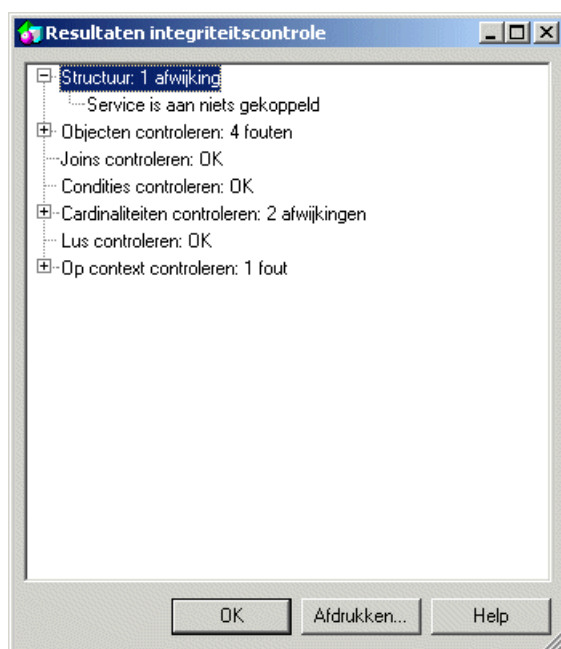 Resultaten integriteitscontrole
Structuur: 1 afwijking
Service is aan niets gekoppeld
Objecten controleren: 4 fouten
Joins controleren: OK
Condities controleren: OK
Cardinaliteiten controleren: 2 afwijkingen
Lus controleren: OK
Op context controleren: 1 fout
OK Afdrukken... Help